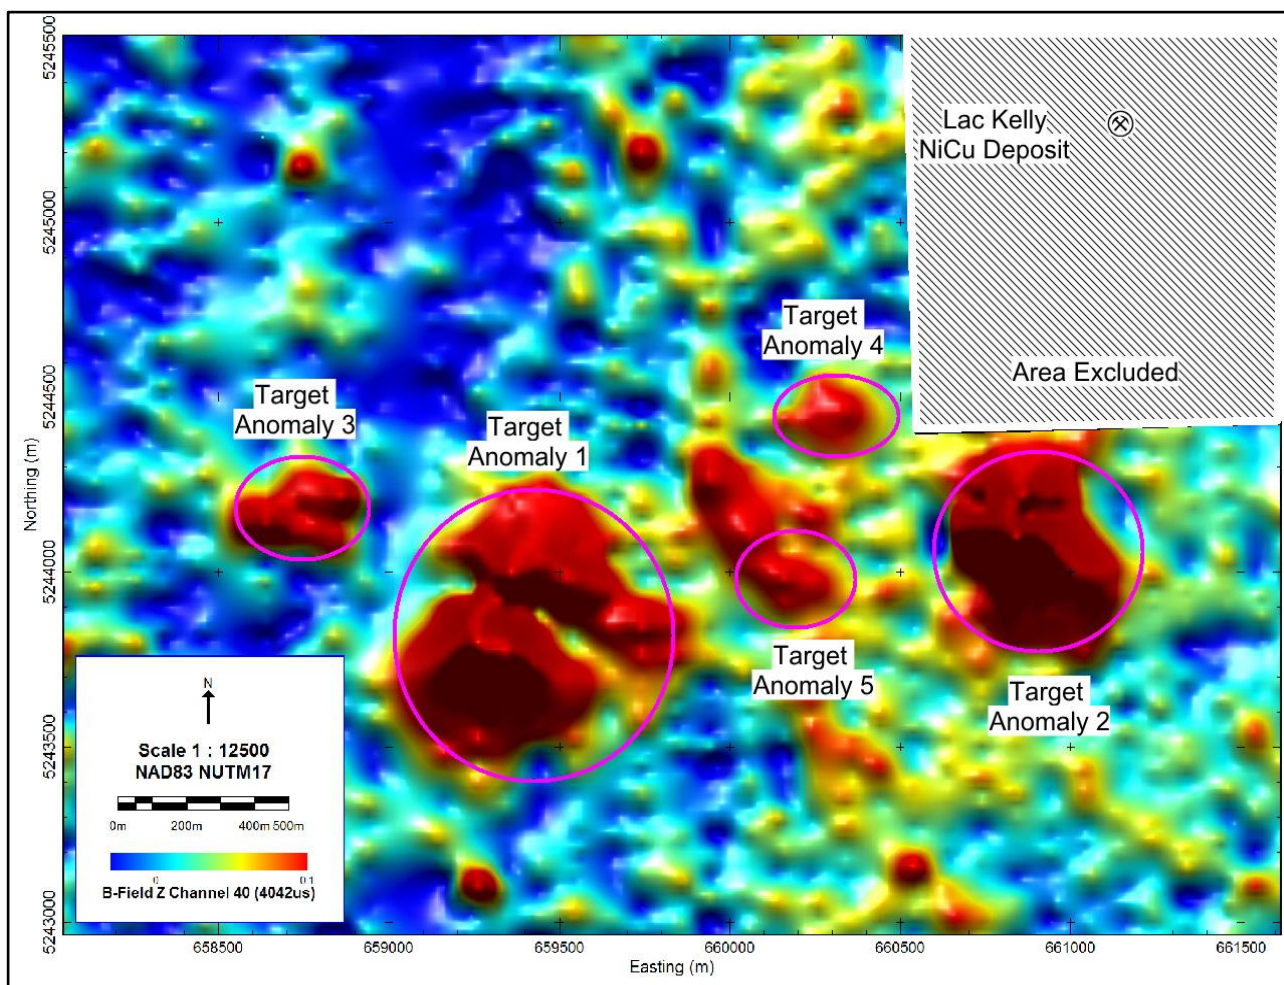 5245500
5245000
5244500
5244000
5243500
5243000
Northing (m)
Lac Kelly
NiCu Deposit
Area Excluded
Target
Anomaly 4
Target
Anomaly 3
Target
Anomaly 1
Target
Anomaly 5
Target
Anomaly 2
N
Scale 1 : 12500
NAD83 NUTM17
0m 200m 400m 500m
0 0.1
B-Field Z Channel 40 (4042us)
658500 659000 659500 660000 660500 661000 661500
Easting (m)